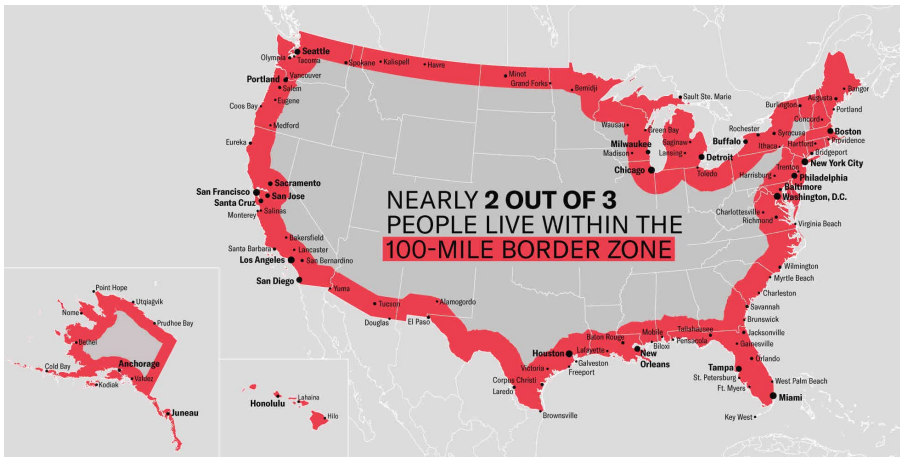 Seattle
Olympia
Tacoma
Spokane
Kalispell
Havre
Minot
Grand Forks
Bemidji
Portland
Vancouver
Salem
Eugene
Coos Bay
Medford
Eureka
Sacramento
San Francisco
San Jose
Santa Cruz
Monterey
Salinas
Bakersfield
Santa Barbara
Lancaster
Los Angeles
San Bernardino
San Diego
Yuma
Tucson
Douglas
El Paso
Alamogordo
Sault Ste. Marie
Wausau
Green Bay
Milwaukee
Madison
Saginaw
Lansing
Detroit
Chicago
Toledo
Buffalo
Rochester
Syracuse
Ithaca
Burlington
Augusta
Bangor
Portland
Concord
Boston
Providence
Hartford
Bridgeport
New York City
Trenton
Philadelphia
Harrisburg
Baltimore
Washington, D.C.
Charlottesville
Richmond
Virginia Beach
NEARLY 2 OUT OF 3
PEOPLE LIVE WITHIN THE
100-MILE BORDER ZONE
Wilmington
Myrtle Beach
Charleston
Savannah
Brunswick
Jacksonville
Gainesville
Orlando
Tampa
St. Petersburg
Ft. Myers
West Palm Beach
Miami
Key West
Tallahassee
Pensacola
Mobile
Biloxi
New
Orleans
Baton Rouge
Lafayette
Houston
Galveston
Freeport
Victoria
Corpus Christi
Laredo
Brownsville
Point Hope
Utqiagvik
Nome
Prudhoe Bay
Bethel
Anchorage
Cold Bay
Kodiak
Valdez
Juneau
Honolulu
Lahaina
Hilo